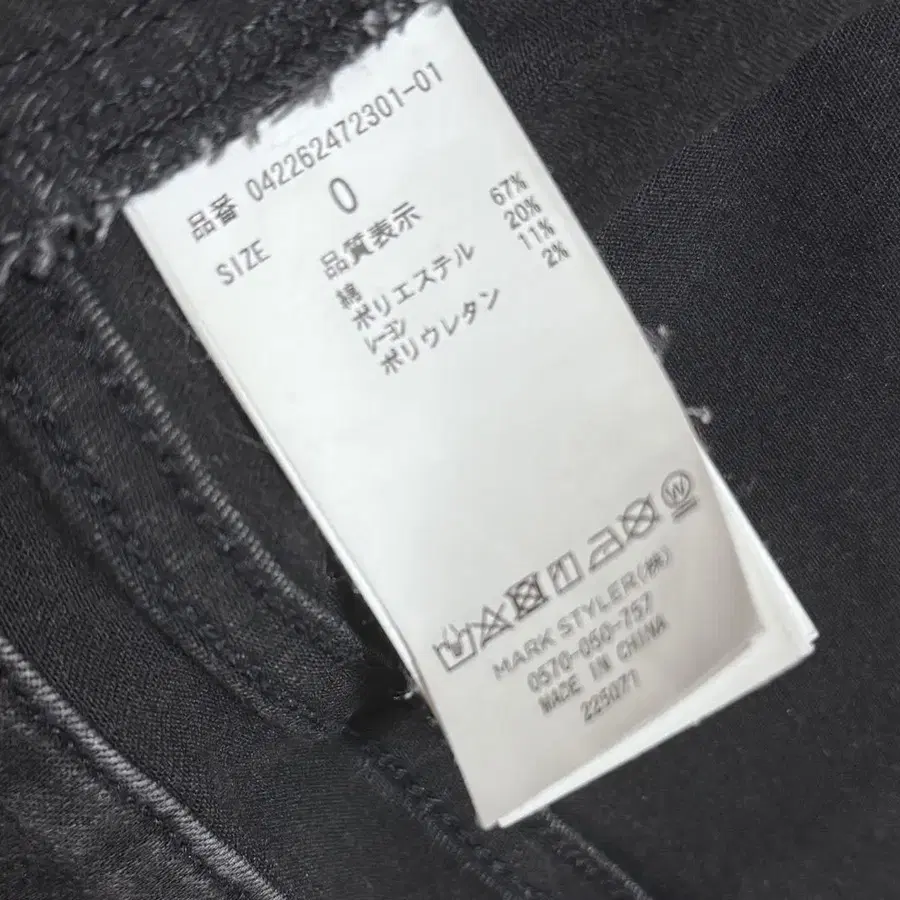 品番 042262472301-01
SIZE 0
品質表示
綿 67%
ポリエステル 20%
レーヨン 11%
ポリウレタン 2%
W
MARK STYLER(株)
0570-050-757
MADE IN CHINA
225071